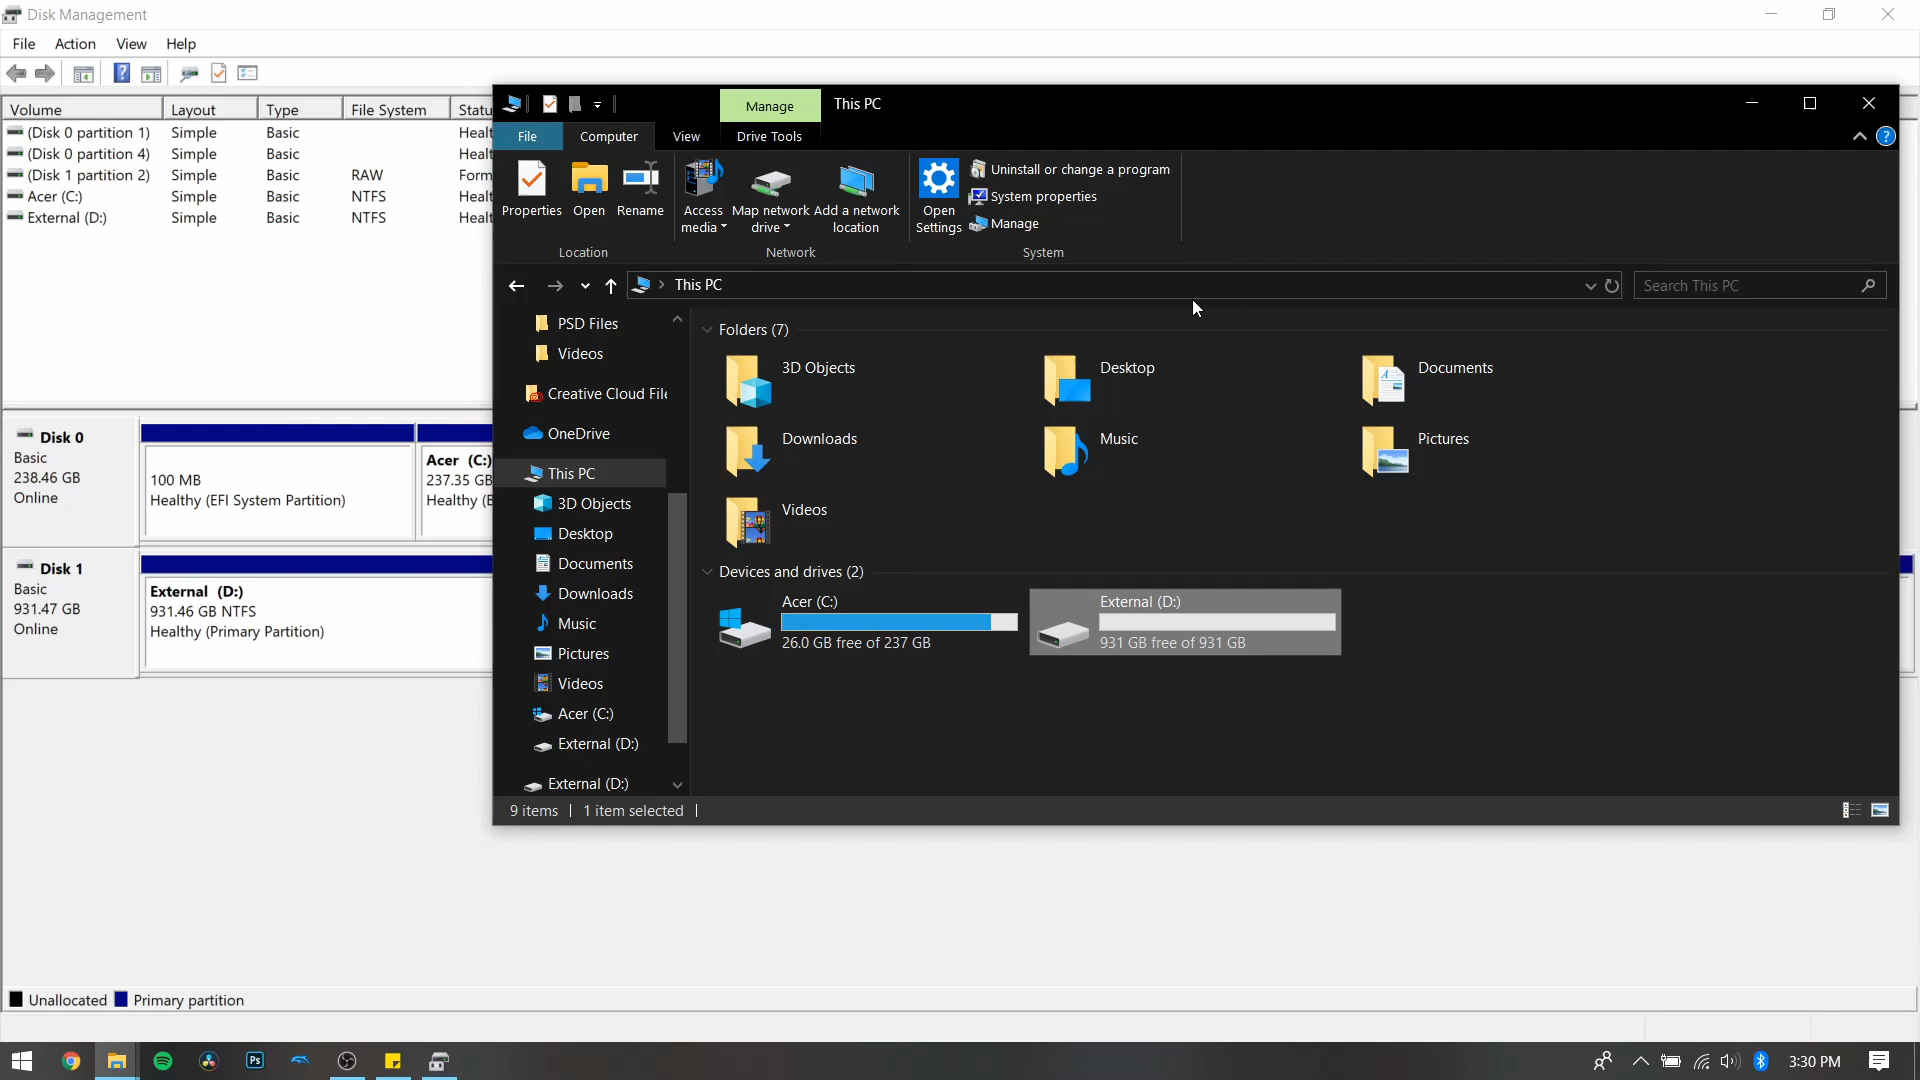 Disk Management
File Action View Help
Volume Layout Type File System Statu
(Disk 0 partition 1) Simple Basic Healt
(Disk 0 partition 4) Simple Basic Healt
(Disk 1 partition 2) Simple Basic RAW Form
Acer (C:) Simple Basic NTFS Healt
External (D:) Simple Basic NTFS Healt
Disk 0
Basic
238.46 GB
Online
100 MB
Healthy (EFI System Partition)
Acer (C:)
237.35 GB
Healthy (B
Disk 1
Basic
931.47 GB
Online
External (D:)
931.46 GB NTFS
Healthy (Primary Partition)
Unallocated Primary partition
Manage This PC
File Computer View Drive Tools
Properties Open Rename
Access media
Map network drive
Add a network location
Open Settings
Uninstall or change a program
System properties
Manage
Location Network System
This PC
Search This PC
PSD Files
Videos
Creative Cloud File
OneDrive
This PC
3D Objects
Desktop
Documents
Downloads
Music
Pictures
Videos
Acer (C:)
External (D:)
External (D:)
Folders (7)
3D Objects Desktop Documents
Downloads Music Pictures
Videos
Devices and drives (2)
Acer (C:)
26.0 GB free of 237 GB
External (D:)
931 GB free of 931 GB
9 items 1 item selected
Ps
3:30 PM